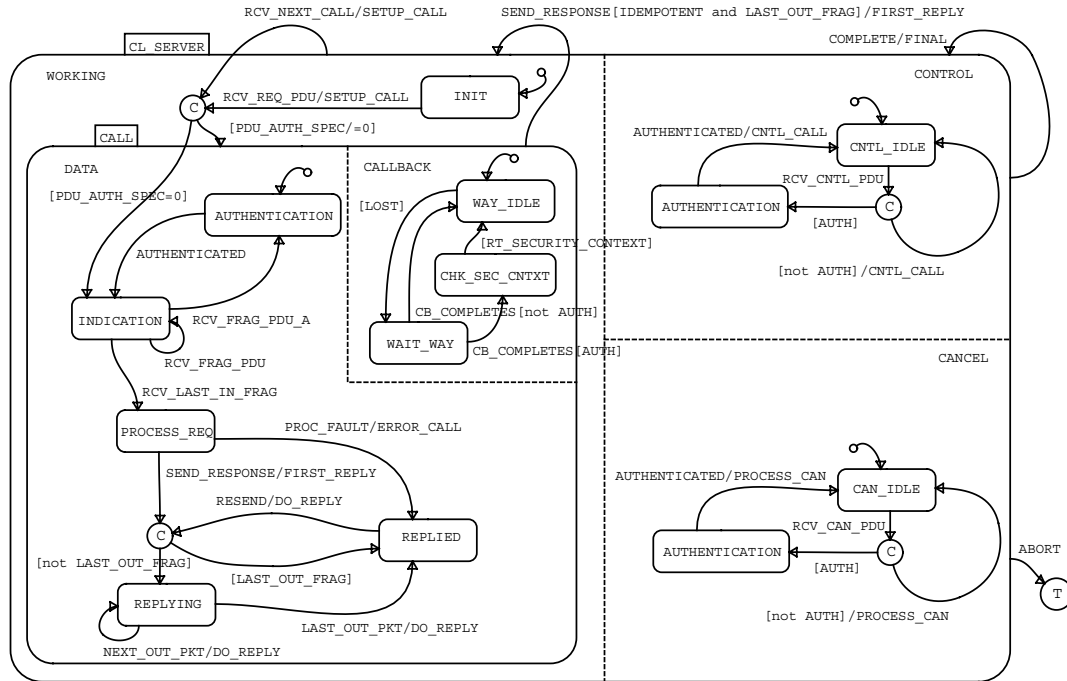 RCV_NEXT_CALL/SETUP_CALL
SEND_RESPONSE[IDEMPOTENT and LAST_OUT_FRAG]/FIRST_REPLY
COMPLETE/FINAL
CL_SERVER
WORKING
CONTROL
INIT
RCV_REQ_PDU/SETUP_CALL
C
[PDU_AUTH_SPEC/=0]
CALL
DATA
CALLBACK
[PDU_AUTH_SPEC=0]
AUTHENTICATION
AUTHENTICATED
INDICATION
RCV_FRAG_PDU_A
RCV_FRAG_PDU
RCV_LAST_IN_FRAG
[LOST]
WAY_IDLE
[RT_SECURITY_CONTEXT]
CHK_SEC_CNTXT
CB_COMPLETES[not AUTH]
WAIT_WAY
CB_COMPLETES[AUTH]
PROCESS_REQ
PROC_FAULT/ERROR_CALL
SEND_RESPONSE/FIRST_REPLY
RESEND/DO_REPLY
C
REPLIED
[not LAST_OUT_FRAG]
[LAST_OUT_FRAG]
REPLYING
LAST_OUT_PKT/DO_REPLY
NEXT_OUT_PKT/DO_REPLY
AUTHENTICATED/CNTL_CALL
CNTL_IDLE
RCV_CNTL_PDU
AUTHENTICATION
C
[AUTH]
[not AUTH]/CNTL_CALL
CANCEL
AUTHENTICATED/PROCESS_CAN
CAN_IDLE
RCV_CAN_PDU
AUTHENTICATION
C
[AUTH]
[not AUTH]/PROCESS_CAN
ABORT
T